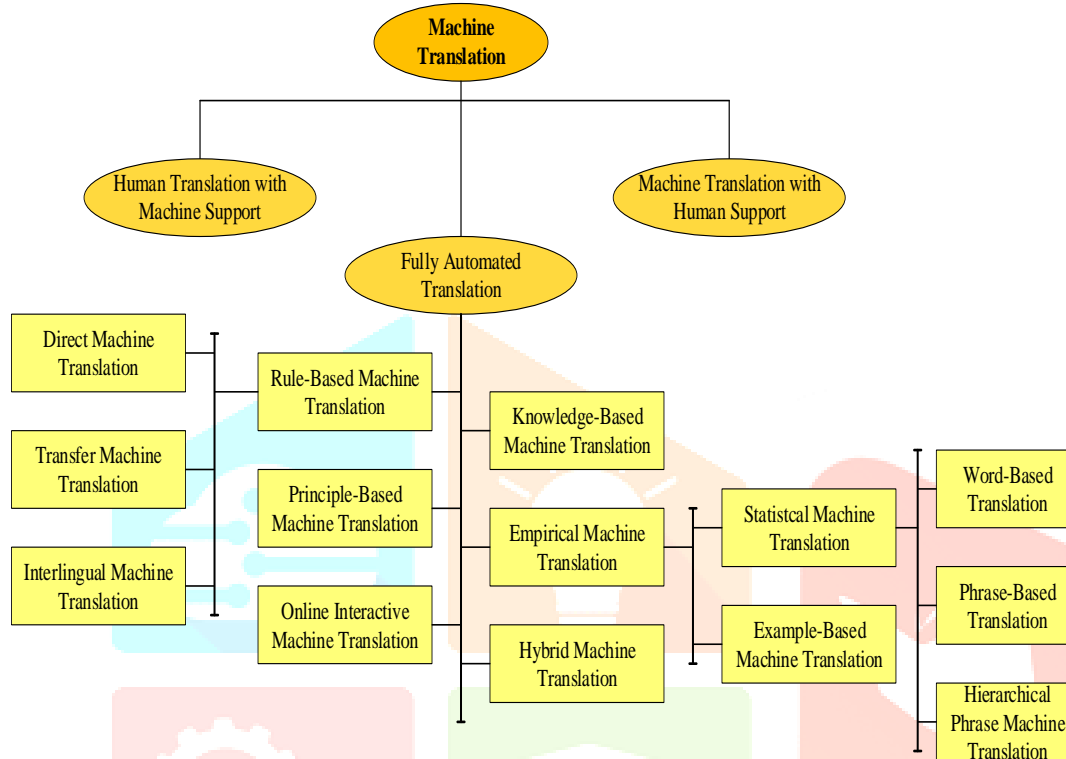 Machine
Translation
Human Translation with
Machine Support
Machine Translation with
Human Support
Fully Automated
Translation
Direct Machine
Translation
Rule-Based Machine
Translation
Knowledge-Based
Machine Translation
Transfer Machine
Translation
Principle-Based
Machine Translation
Empirical Machine
Translation
Statistcal Machine
Translation
Word-Based
Translation
Interlingual Machine
Translation
Online Interactive
Machine Translation
Hybrid Machine
Translation
Example-Based
Machine Translation
Phrase-Based
Translation
Hierarchical
Phrase Machine
Translation